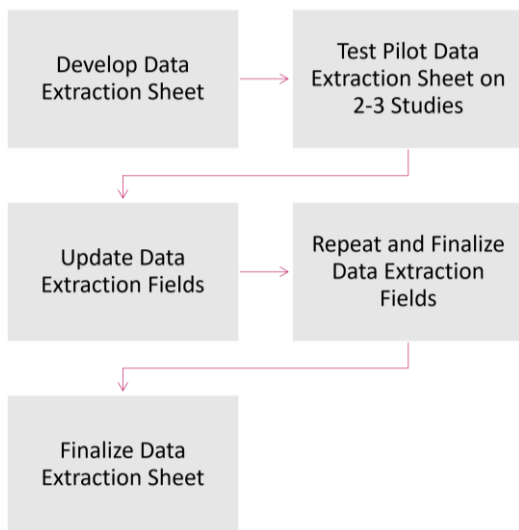 Develop Data
Extraction Sheet
Test Pilot Data
Extraction Sheet on
2-3 Studies
Update Data
Extraction Fields
Repeat and Finalize
Data Extraction
Fields
Finalize Data
Extraction Sheet